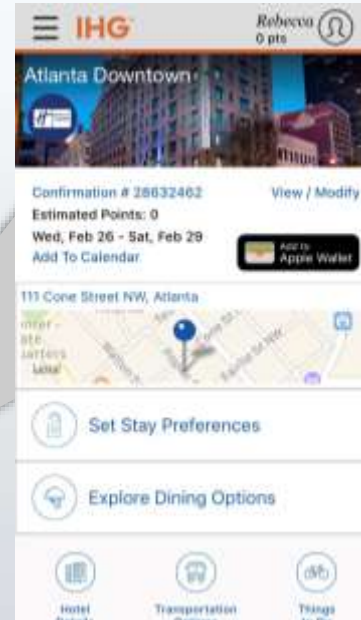 IHG
Rebecca
0 pts
Atlanta Downtown
Confirmation # 28632462
View / Modify
Estimated Points: 0
Wed, Feb 26 - Sat, Feb 29
Add To Calendar
Add to
Apple Wallet
111 Cone Street NW, Atlanta
Set Stay Preferences
Explore Dining Options
Hotel
Transportation
Things